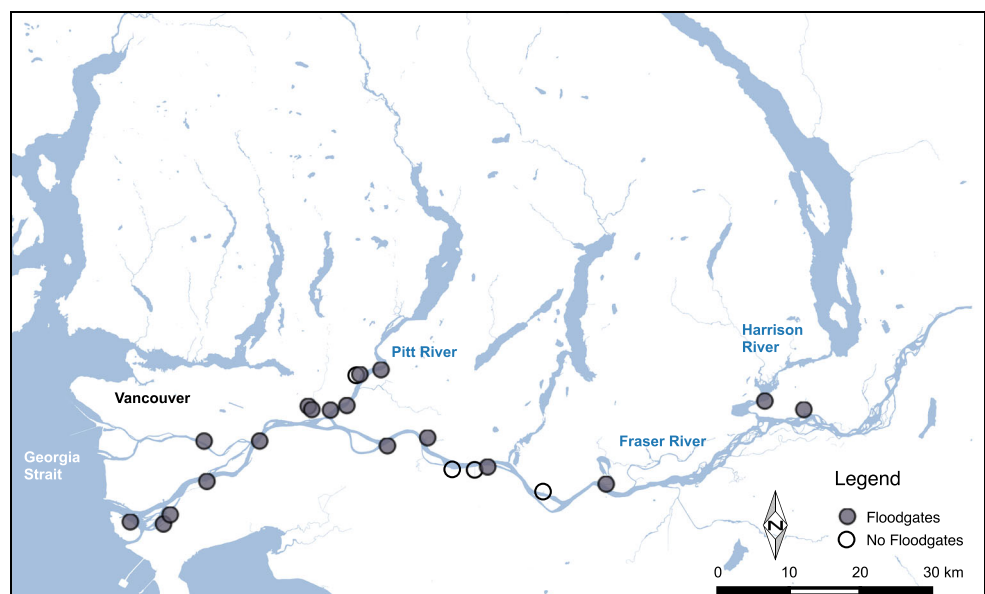 Pitt River
Harrison
River
Vancouver
Fraser River
Georgia
Strait
Legend
Floodgates
No Floodgates
N
0 10 20 30 km